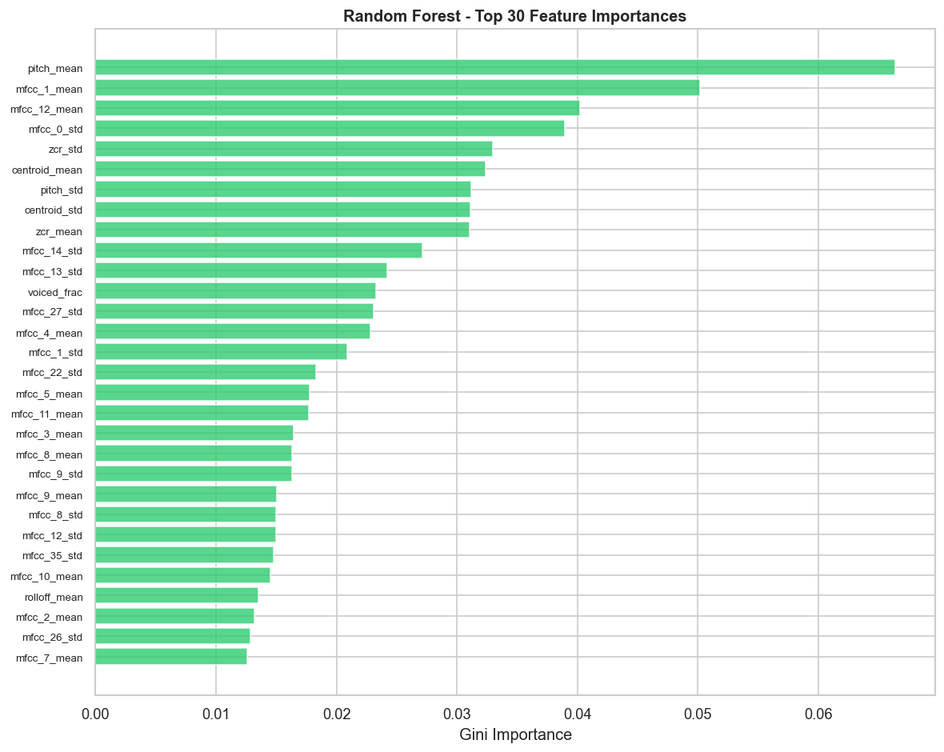 Random Forest - Top 30 Feature Importances
pitch_mean
mfcc_1_mean
mfcc_12_mean
mfcc_0_std
zcr_std
centroid_mean
pitch_std
centroid_std
zcr_mean
mfcc_14_std
mfcc_13_std
voiced_frac
mfcc_27_std
mfcc_4_mean
mfcc_1_std
mfcc_22_std
mfcc_5_mean
mfcc_11_mean
mfcc_3_mean
mfcc_8_mean
mfcc_9_std
mfcc_9_mean
mfcc_8_std
mfcc_12_std
mfcc_35_std
mfcc_10_mean
rolloff_mean
mfcc_2_mean
mfcc_26_std
mfcc_7_mean
0.00 0.01 0.02 0.03 0.04 0.05 0.06
Gini Importance